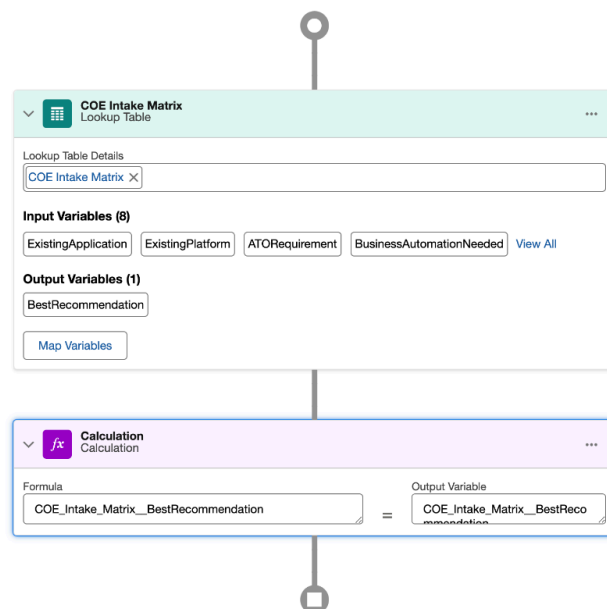 COE Intake Matrix
Lookup Table
Lookup Table Details
COE Intake Matrix
Input Variables (8)
ExistingApplication ExistingPlatform ATORequirement BusinessAutomationNeeded View All
Output Variables (1)
BestRecommendation
Map Variables
fx Calculation
Calculation
Formula Output Variable
COE_Intake_Matrix__BestRecommendation = COE_Intake_Matrix__BestReco
mmendation